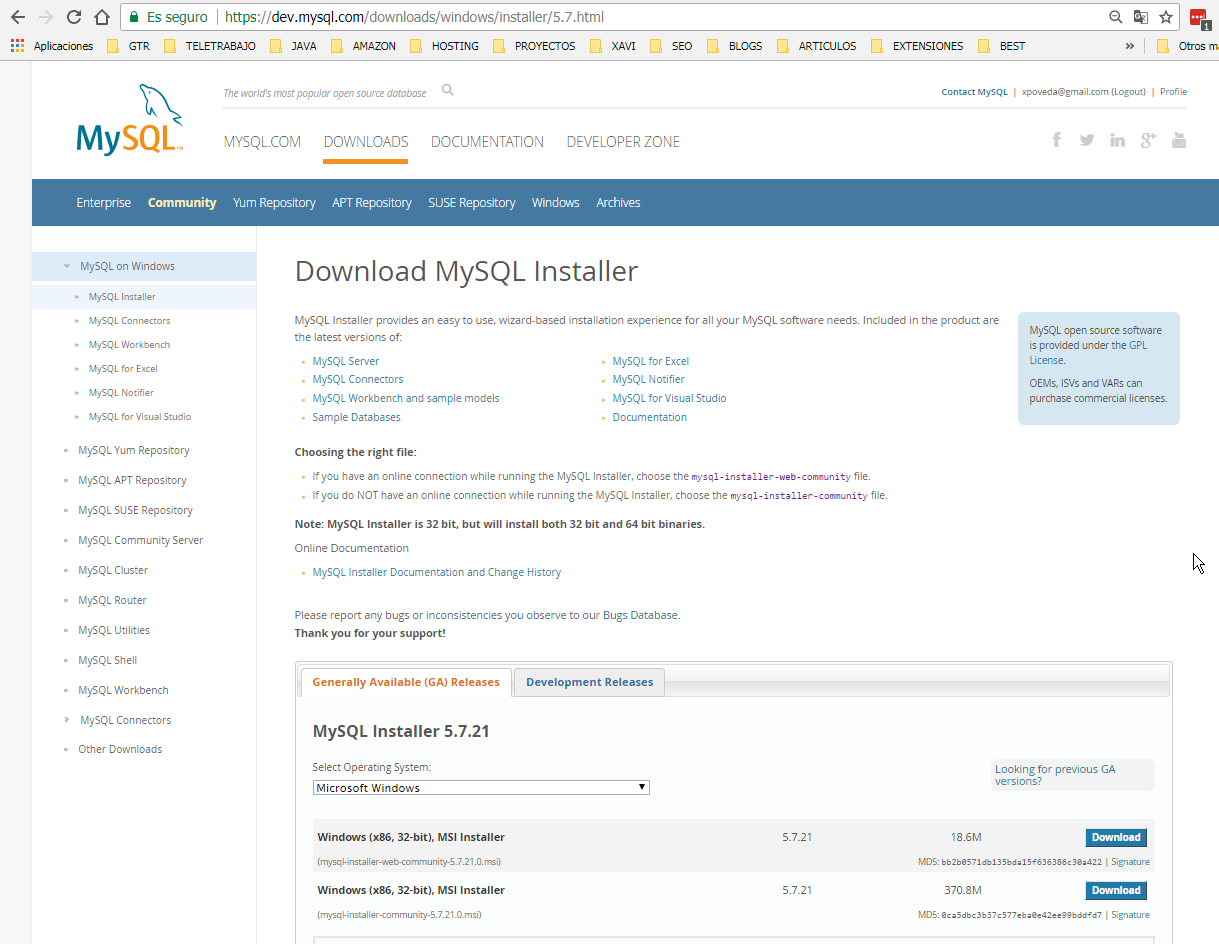 Es seguro https://dev.mysql.com/downloads/windows/installer/5.7.html
1
Aplicaciones GTR TELETRABAJO JAVA AMAZON HOSTING PROYECTOS XAVI SEO BLOGS ARTICULOS EXTENSIONES BEST » Otros ma
MySQL™
The world's most popular open source database
Contact MySQL | xpoveda@gmail.com (Logout) | Profile
MYSQL.COM DOWNLOADS DOCUMENTATION DEVELOPER ZONE
Enterprise Community Yum Repository APT Repository SUSE Repository Windows Archives
MySQL on Windows
MySQL Installer
MySQL Connectors
MySQL Workbench
MySQL for Excel
MySQL Notifier
MySQL for Visual Studio
MySQL Yum Repository
MySQL APT Repository
MySQL SUSE Repository
MySQL Community Server
MySQL Cluster
MySQL Router
MySQL Utilities
MySQL Shell
MySQL Workbench
MySQL Connectors
Other Downloads
Download MySQL Installer
MySQL Installer provides an easy to use, wizard-based installation experience for all your MySQL software needs. Included in the product are
the latest versions of:
MySQL Server
MySQL Connectors
MySQL Workbench and sample models
Sample Databases
MySQL for Excel
MySQL Notifier
MySQL for Visual Studio
Documentation
MySQL open source software
is provided under the GPL
License.
OEMs, ISVs and VARs can
purchase commercial licenses.
Choosing the right file:
If you have an online connection while running the MySQL Installer, choose the mysql-installer-web-community file.
If you do NOT have an online connection while running the MySQL Installer, choose the mysql-installer-community file.
Note: MySQL Installer is 32 bit, but will install both 32 bit and 64 bit binaries.
Online Documentation
MySQL Installer Documentation and Change History
Please report any bugs or inconsistencies you observe to our Bugs Database.
Thank you for your support!
Generally Available (GA) Releases Development Releases
MySQL Installer 5.7.21
Select Operating System:
Microsoft Windows
Looking for previous GA
versions?
Windows (x86, 32-bit), MSI Installer 5.7.21 18.6M Download
(mysql-installer-web-community-5.7.21.0.msi) MD5: bb2b0571db135bda15f636386c30a422 | Signature
Windows (x86, 32-bit), MSI Installer 5.7.21 370.8M Download
(mysql-installer-community-5.7.21.0.msi) MD5: 0ca5dbc3b37c577eba0e42ee99bddfd7 | Signature